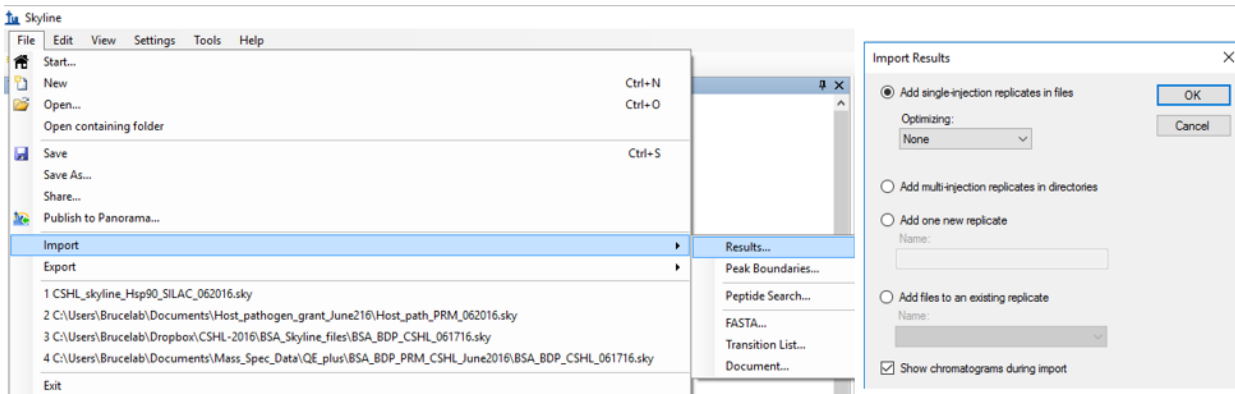 Skyline
File Edit View Settings Tools Help
Start...
New Ctrl+N
Open... Ctrl+O
Open containing folder
Save Ctrl+S
Save As...
Share...
Publish to Panorama...
Import
Export
1 CSHL_skyline_Hsp90_SILAC_062016.sky
2 C:\Users\Brucelab\Documents\Host_pathogen_grant_June216\Host_path_PRM_062016.sky
3 C:\Users\Brucelab\Dropbox\CSHL-2016\BSA_Skyline_files\BSA_BDP_CSHL_061716.sky
4 C:\Users\Brucelab\Documents\Mass_Spec_Data\QE_plus\BSA_BDP_PRM_CSHL_June2016\BSA_BDP_CSHL_061716.sky
Exit
Results...
Peak Boundaries...
Peptide Search...
FASTA...
Transition List...
Document...
Import Results
Add single-injection replicates in files
OK
Optimizing:
Cancel
None
Add multi-injection replicates in directories
Add one new replicate
Name:
Add files to an existing replicate
Name:
Show chromatograms during import